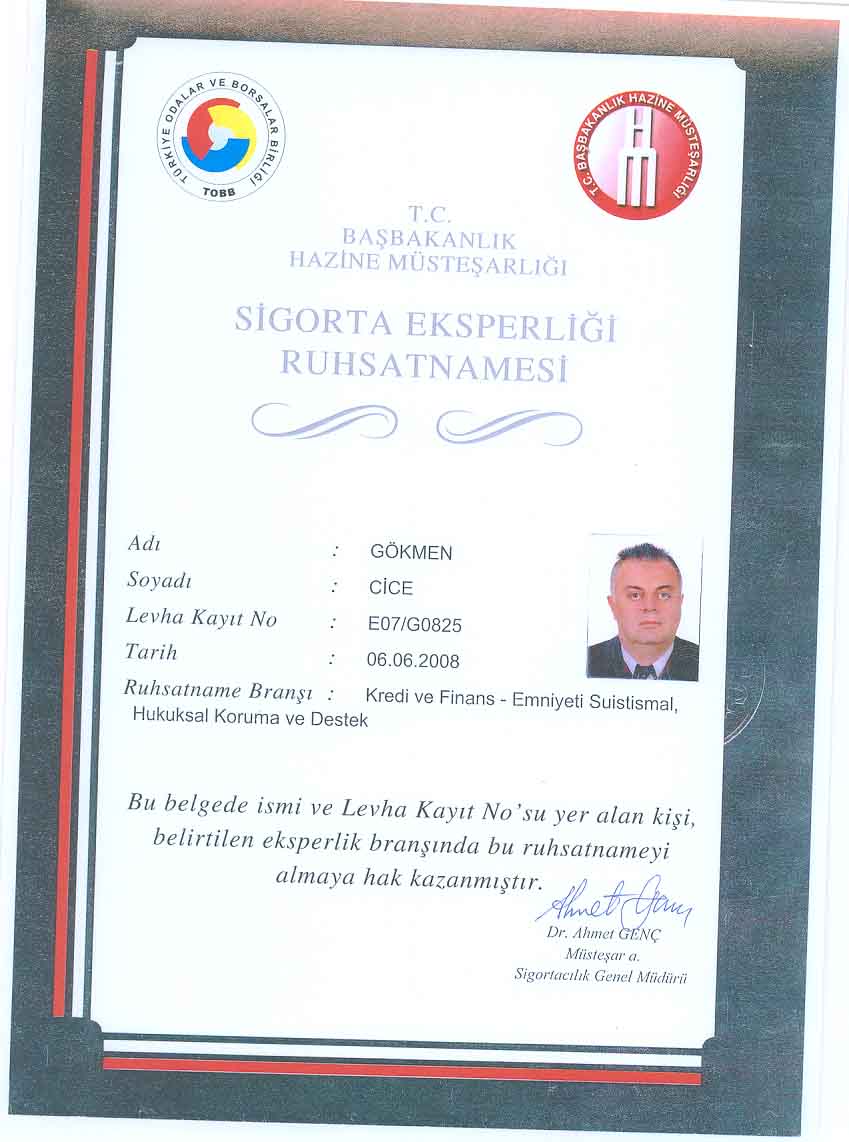 TÜRKİYE ODALAR VE BORSALAR BİRLİĞİ
TOBB
T.C. BAŞBAKANLIK HAZİNE MÜSTEŞARLIĞI
T.C.
BAŞBAKANLIK
HAZİNE MÜSTEŞARLIĞI
SİGORTA EKSPERLİĞİ
RUHSATNAMESİ
Adı : GÖKMEN
Soyadı : CİCE
Levha Kayıt No : E07/G0825
Tarih : 06.06.2008
Ruhsatname Branşı : Kredi ve Finans - Emniyeti Suistismal,
Hukuksal Koruma ve Destek
Bu belgede ismi ve Levha Kayıt No'su yer alan kişi,
belirtilen eksperlik branşında bu ruhsatnameyi
almaya hak kazanmıştır.
Ahmet Genç
Dr. Ahmet GENÇ
Müsteşar a.
Sigortacılık Genel Müdürü